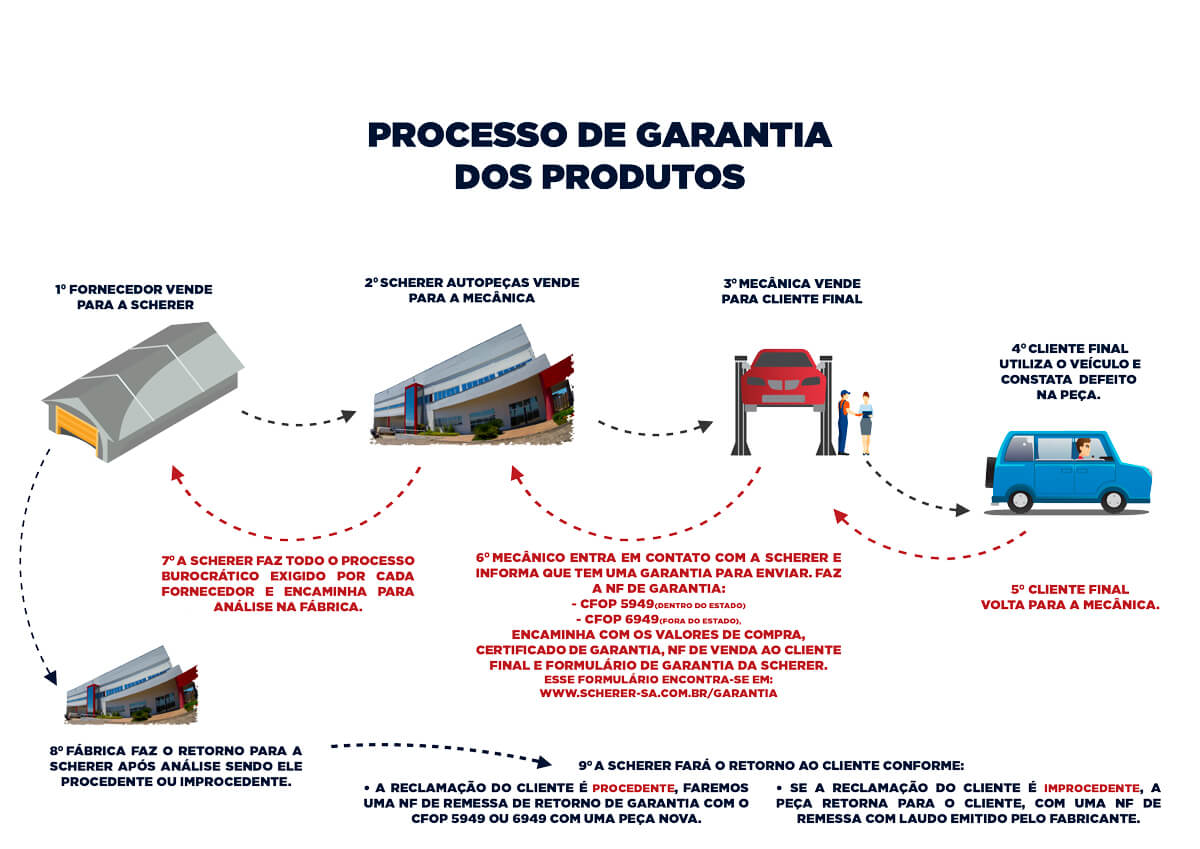 PROCESSO DE GARANTIA
DOS PRODUTOS
1º FORNECEDOR VENDE
PARA A SCHERER
2º SCHERER AUTOPEÇAS VENDE
PARA A MECÂNICA
3º MECÂNICA VENDE
PARA CLIENTE FINAL
4º CLIENTE FINAL
UTILIZA O VEÍCULO E
CONSTATA DEFEITO
NA PEÇA.
5º CLIENTE FINAL
VOLTA PARA A MECÂNICA.
6º MECÂNICO ENTRA EM CONTATO COM A SCHERER E
INFORMA QUE TEM UMA GARANTIA PARA ENVIAR. FAZ
A NF DE GARANTIA:
- CFOP 5949(DENTRO DO ESTADO)
- CFOP 6949(FORA DO ESTADO),
ENCAMINHA COM OS VALORES DE COMPRA,
CERTIFICADO DE GARANTIA, NF DE VENDA AO CLIENTE
FINAL E FORMULÁRIO DE GARANTIA DA SCHERER.
ESSE FORMULÁRIO ENCONTRA-SE EM:
WWW.SCHERER-SA.COM.BR/GARANTIA
7º A SCHERER FAZ TODO O PROCESSO
BUROCRÁTICO EXIGIDO POR CADA
FORNECEDOR E ENCAMINHA PARA
ANÁLISE NA FÁBRICA.
8º FÁBRICA FAZ O RETORNO PARA A
SCHERER APÓS ANÁLISE SENDO ELE
PROCEDENTE OU IMPROCEDENTE.
9º A SCHERER FARÁ O RETORNO AO CLIENTE CONFORME:
• A RECLAMAÇÃO DO CLIENTE É PROCEDENTE, FAREMOS
UMA NF DE REMESSA DE RETORNO DE GARANTIA COM O
CFOP 5949 OU 6949 COM UMA PEÇA NOVA.
• SE A RECLAMAÇÃO DO CLIENTE É IMPROCEDENTE, A
PEÇA RETORNA PARA O CLIENTE, COM UMA NF DE
REMESSA COM LAUDO EMITIDO PELO FABRICANTE.